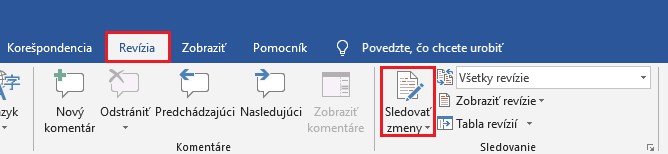 Korešpondencia Revízia Zobraziť Pomocník Povedzte, čo chcete urobiť
Nový
komentár
Odstrániť
Predchádzajúci
Nasledujúci
Zobraziť
komentáre
Komentáre
Sledovať
zmeny
Všetky revízie
Zobraziť revízie
Tabla revízií
Sledovanie